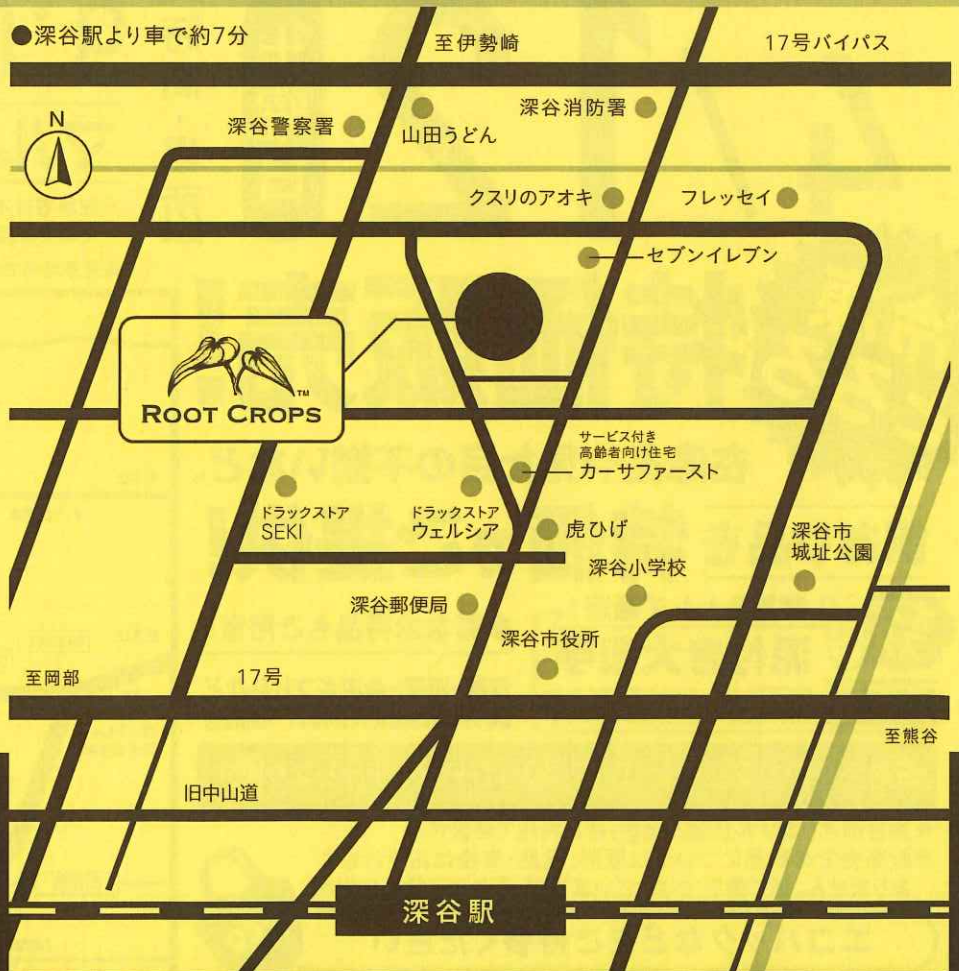 ●深谷駅より車で約7分
至伊勢崎
17号バイパス
N
深谷警察署
山田うどん
深谷消防署
クスリのアオキ
フレッセイ
セブンイレブン
ROOT CROPS™
サービス付き
高齢者向け住宅
カーサファースト
ドラックストア
SEKI
ドラックストア
ウェルシア
虎ひげ
深谷市
城址公園
深谷小学校
深谷郵便局
深谷市役所
至岡部
17号
至熊谷
旧中山道
深谷駅